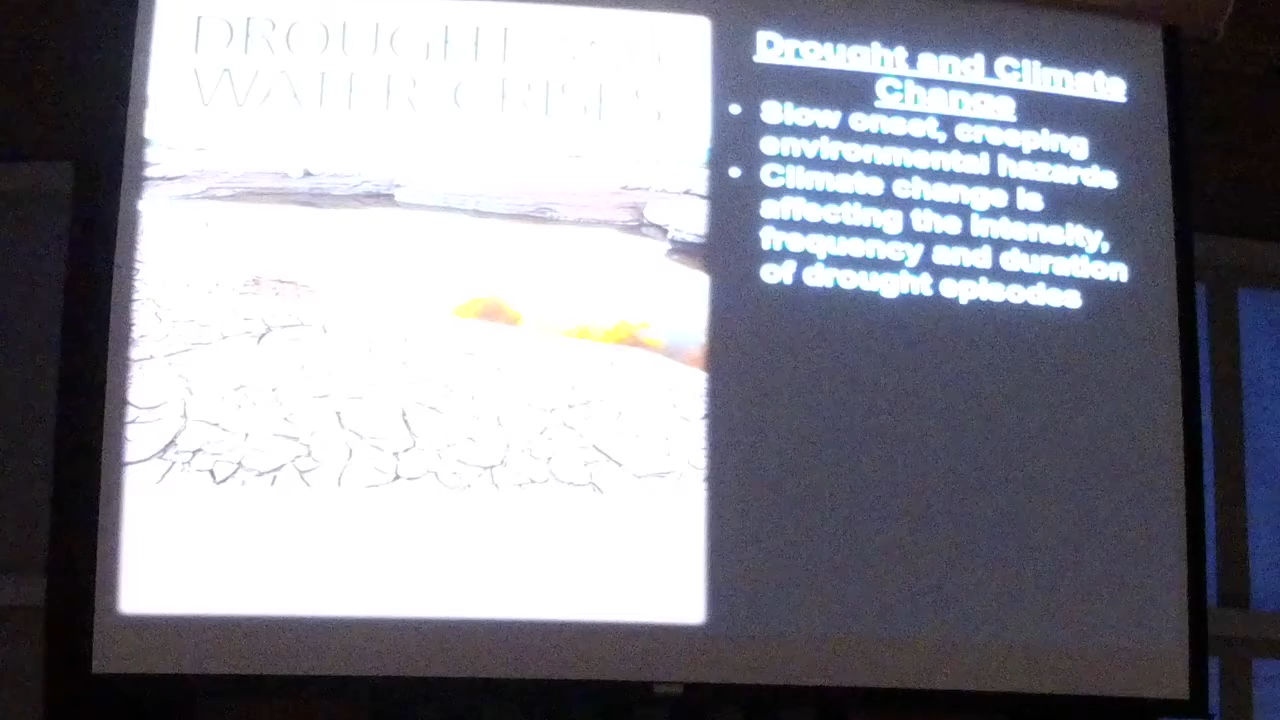 DROUGHT AND
WATER CRISES
Drought and Climate
Change
• Slow onset, creeping
environmental hazards
• Climate change is
affecting the intensity,
frequency and duration
of drought episodes